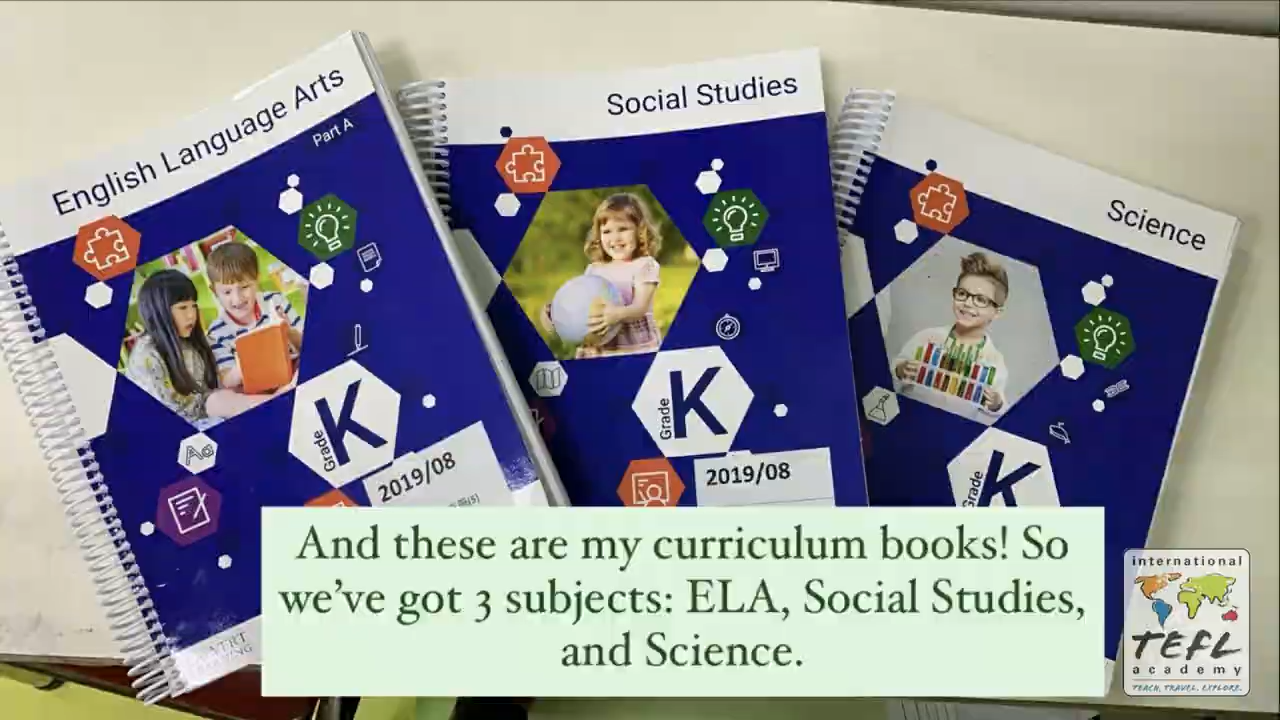 English Language Arts
Part A
Grade K
2019/08
Aa
Social Studies
Grade K
2019/08
Science
Grade K
And these are my curriculum books! So
we've got 3 subjects: ELA, Social Studies,
and Science.
international
TEFL
academy
TEACH. TRAVEL. EXPLORE.